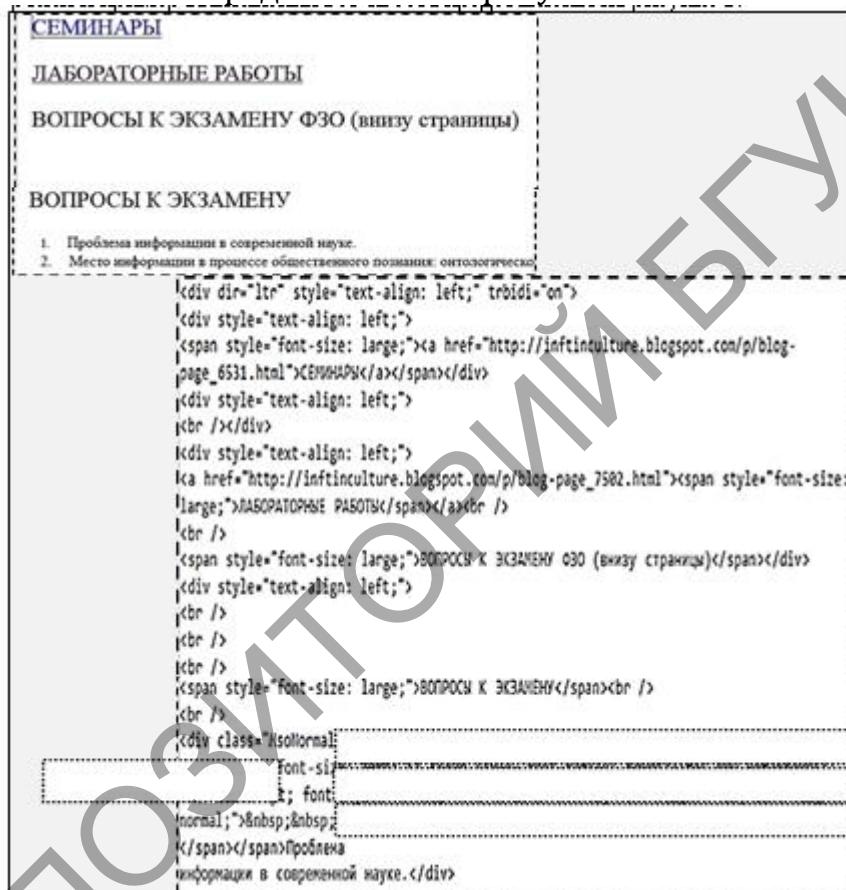 СЕМИНАРЫ
ЛАБОРАТОРНЫЕ РАБОТЫ
ВОПРОСЫ К ЭКЗАМЕНУ ФЗО (внизу страницы)
ВОПРОСЫ К ЭКЗАМЕНУ
1. Проблема информации в современной науке.
2. Место информации в процессе общественного познания: онтологическо
<div dir="ltr" style="text-align: left;" trbidi="on">
<div style="text-align: left;">
<span style="font-size: large;"><a href="http://inftinculture.blogspot.com/p/blog-
page_6531.html">СЕМИНАРЫ</a></span></div>
<div style="text-align: left;">
<br /></div>
<div style="text-align: left;">
<a href="http://inftinculture.blogspot.com/p/blog-page_7502.html"><span style="font-size:
large;">ЛАБОРАТОРНЫЕ РАБОТЫ</span></a><br />
<br />
<span style="font-size: large;">ВОПРОСЫ К ЭКЗАМЕНУ ФЗО (внизу страницы)</span></div>
<div style="text-align: left;">
<br />
<br />
<br />
<span style="font-size: large;">ВОПРОСЫ К ЭКЗАМЕНУ</span><br />
<br />
<div class="MsoNormal
font-si
t; font
normal;">&nbsp;&nbsp;
</span></span>Проблема
информации в современной науке.</div>
ПОЗИТОРИЙ БГУ